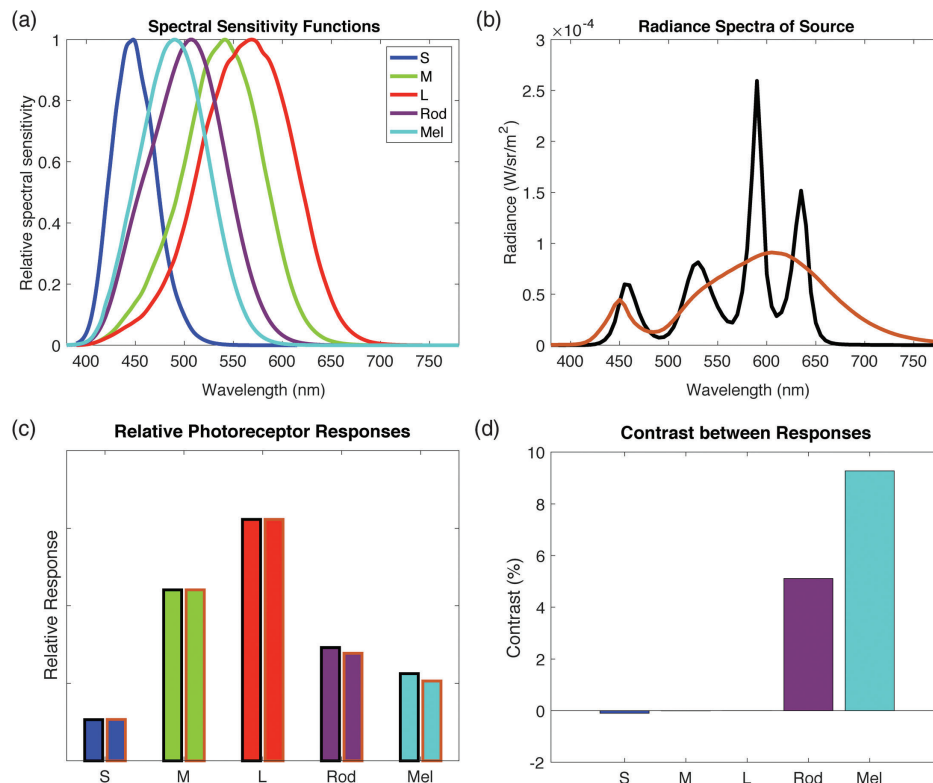 (a)
Spectral Sensitivity Functions
Relative spectral sensitivity
1
0.8
0.6
0.4
0.2
0
400 450 500 550 600 650 700 750
Wavelength (nm)
S
M
L
Rod
Mel
(b)
Radiance Spectra of Source
×10⁻⁴
Radiance (W/sr/m²)
3
2.5
2
1.5
1
0.5
0
400 450 500 550 600 650 700 750
Wavelength (nm)
(c)
Relative Photoreceptor Responses
Relative Response
S M L Rod Mel
(d)
Contrast between Responses
Contrast (%)
10
8
6
4
2
0
-2
S M L Rod Mel